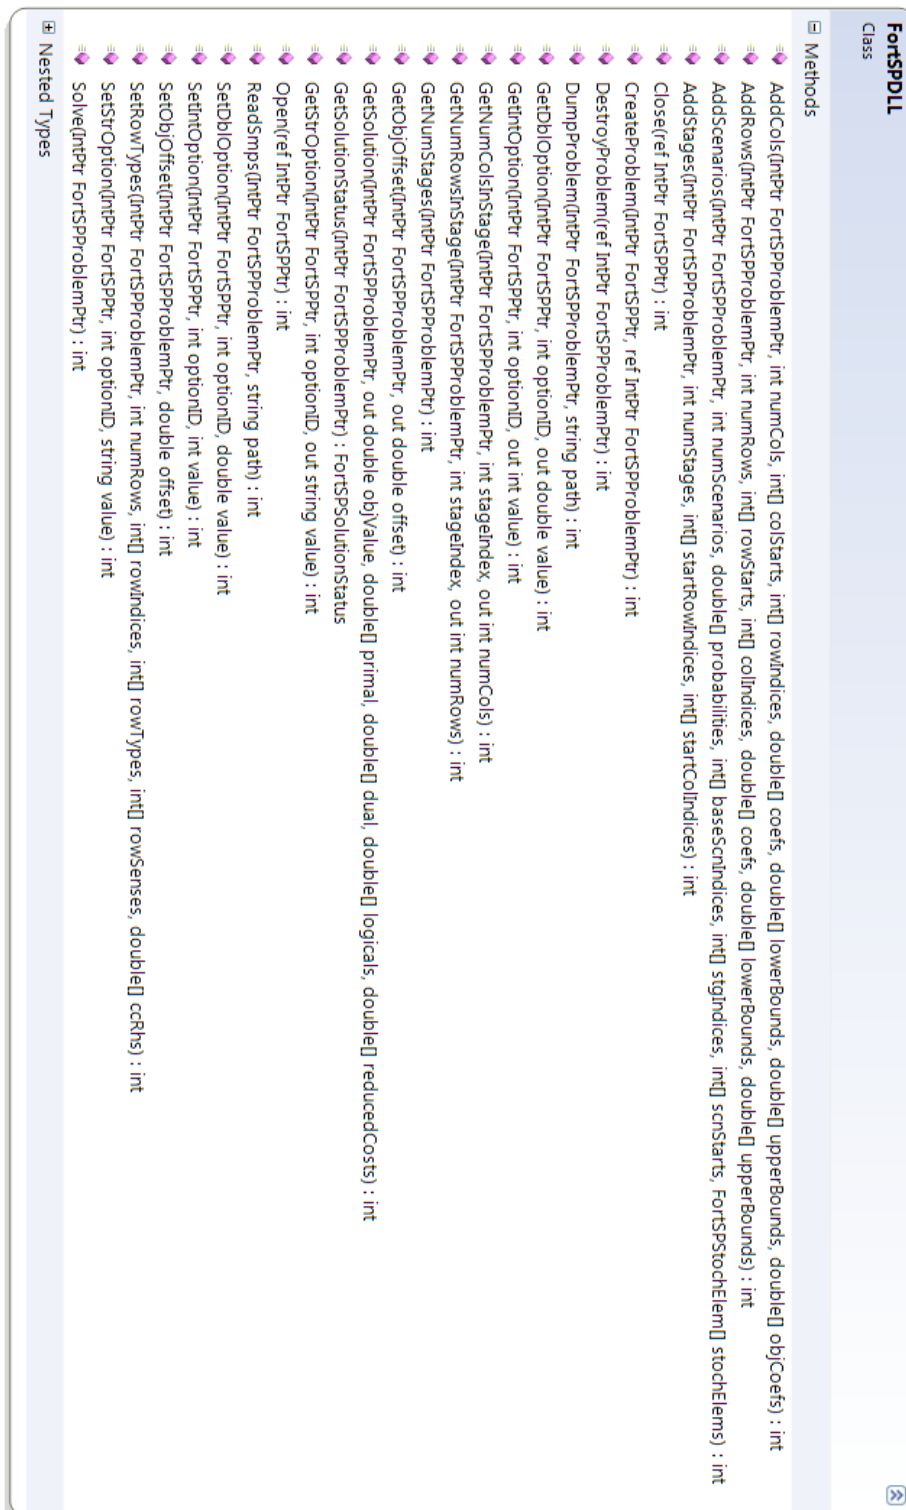 FortSPDLL
Class
Methods
AddCols(IntPtr FortSPProblemPtr, int numCols, int[] colStarts, int[] rowIndices, double[] coefs, double[] lowerBounds, double[] upperBounds, double[] objCoefs) : int
AddRows(IntPtr FortSPProblemPtr, int numRows, int[] rowStarts, int[] colIndices, double[] coefs, double[] lowerBounds, double[] upperBounds) : int
AddScenarios(IntPtr FortSPProblemPtr, int numScenarios, double[] probabilities, int[] baseScnIndices, int[] stgIndices, int[] scnStarts, FortSPStochElem[] stochElems) : int
AddStages(IntPtr FortSPProblemPtr, int numStages, int[] startRowIndices, int[] startColIndices) : int
Close(ref IntPtr FortSPPtr) : int
CreateProblem(IntPtr FortSPPtr, ref IntPtr FortSPProblemPtr) : int
DestroyProblem(ref IntPtr FortSPProblemPtr) : int
DumpProblem(IntPtr FortSPProblemPtr, string path) : int
GetDblOption(IntPtr FortSPPtr, int optionID, out double value) : int
GetIntOption(IntPtr FortSPPtr, int optionID, out int value) : int
GetNumColsInStage(IntPtr FortSPProblemPtr, int stageIndex, out int numCols) : int
GetNumRowsInStage(IntPtr FortSPProblemPtr, int stageIndex, out int numRows) : int
GetNumStages(IntPtr FortSPProblemPtr) : int
GetObjOffset(IntPtr FortSPProblemPtr, out double offset) : int
GetSolution(IntPtr FortSPProblemPtr, out double objValue, double[] primal, double[] dual, double[] logicals, double[] reducedCosts) : int
GetSolutionStatus(IntPtr FortSPProblemPtr) : FortSPSolutionStatus
GetStrOption(IntPtr FortSPPtr, int optionID, out string value) : int
Open(ref IntPtr FortSPPtr) : int
ReadSmps(IntPtr FortSPProblemPtr, string path) : int
SetDblOption(IntPtr FortSPPtr, int optionID, double value) : int
SetIntOption(IntPtr FortSPPtr, int optionID, int value) : int
SetObjOffset(IntPtr FortSPProblemPtr, double offset) : int
SetRowTypes(IntPtr FortSPProblemPtr, int numRows, int[] rowIndices, int[] rowTypes, int[] rowSenses, double[] ccRhs) : int
SetStrOption(IntPtr FortSPPtr, int optionID, string value) : int
Solve(IntPtr FortSPProblemPtr) : int
Nested Types